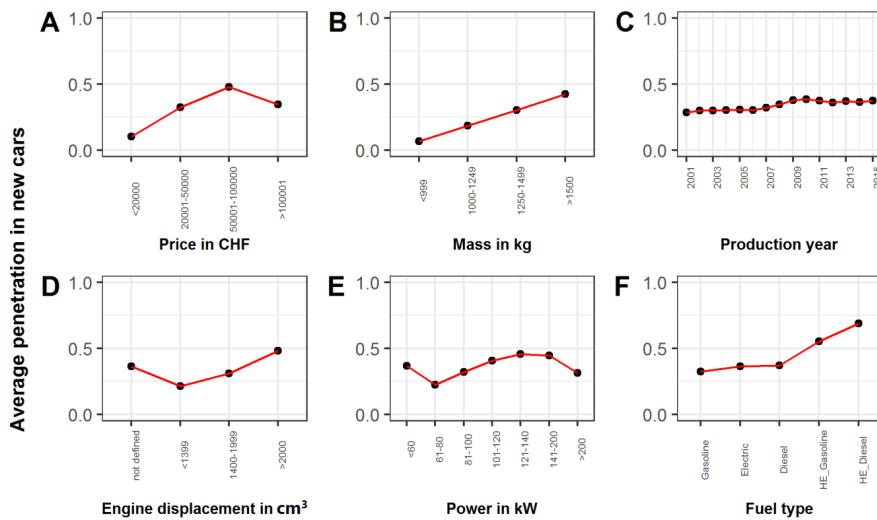 Average penetration in new cars
A
1.0
0.5
0.0
<20000
20001-50000
50001-100000
>100001
Price in CHF
B
1.0
0.5
0.0
<999
1000-1249
1250-1499
>1500
Mass in kg
C
1.0
0.5
0.0
2001
2003
2005
2007
2009
2011
2013
2015
Production year
D
1.0
0.5
0.0
not defined
<1399
1400-1999
>2000
Engine displacement in cm³
E
1.0
0.5
0.0
<60
61-80
81-100
101-120
121-140
141-200
>200
Power in kW
F
1.0
0.5
0.0
Gasoline
Electric
Diesel
HE_Gasoline
HE_Diesel
Fuel type